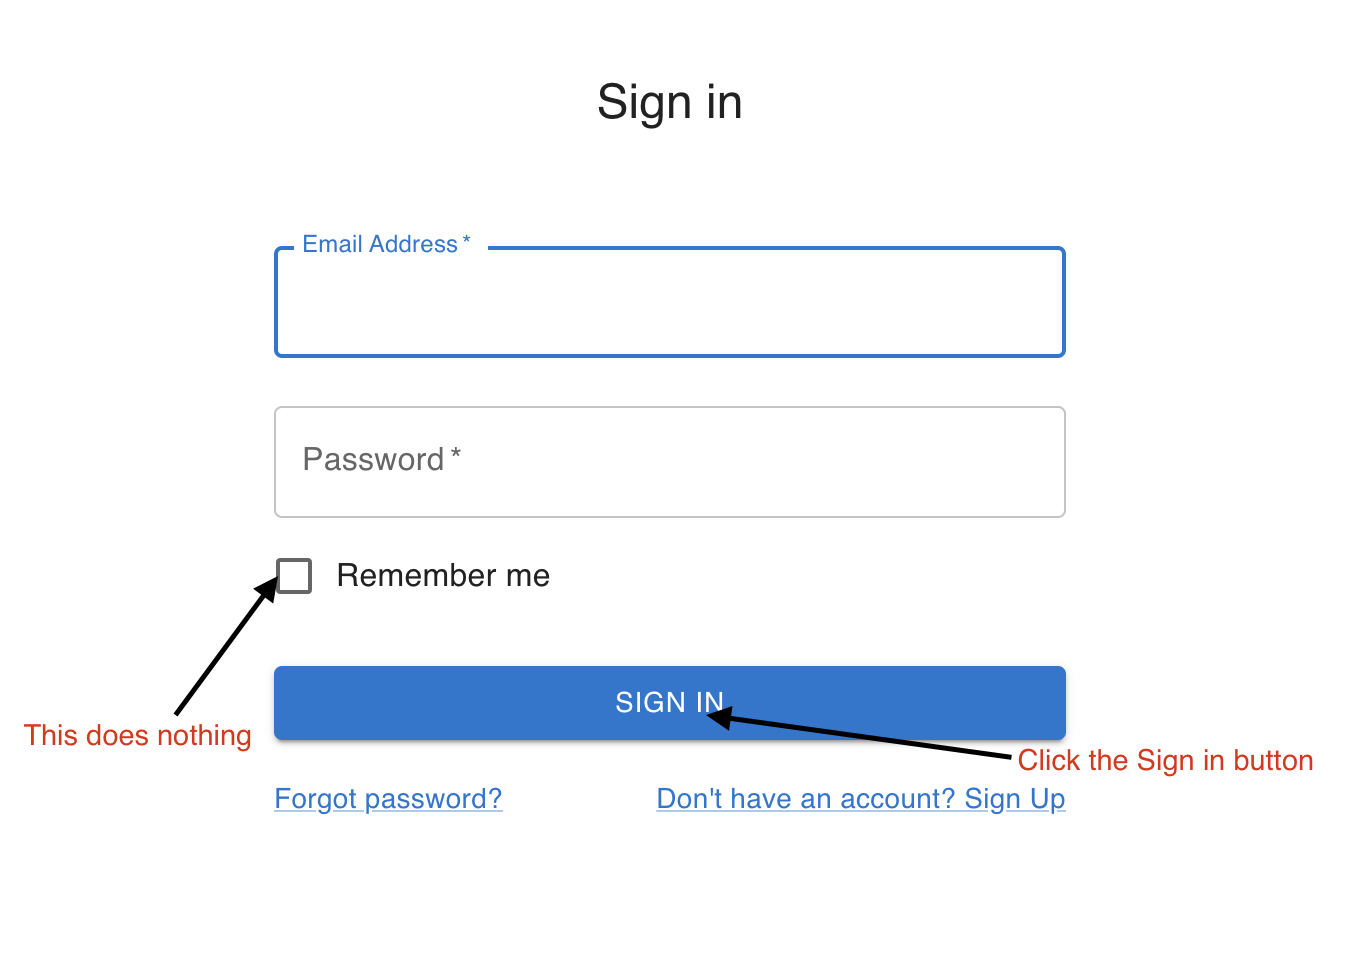 Sign in
Email Address *
Password *
Remember me
SIGN IN
This does nothing
Click the Sign in button
Forgot password?
Don't have an account? Sign Up